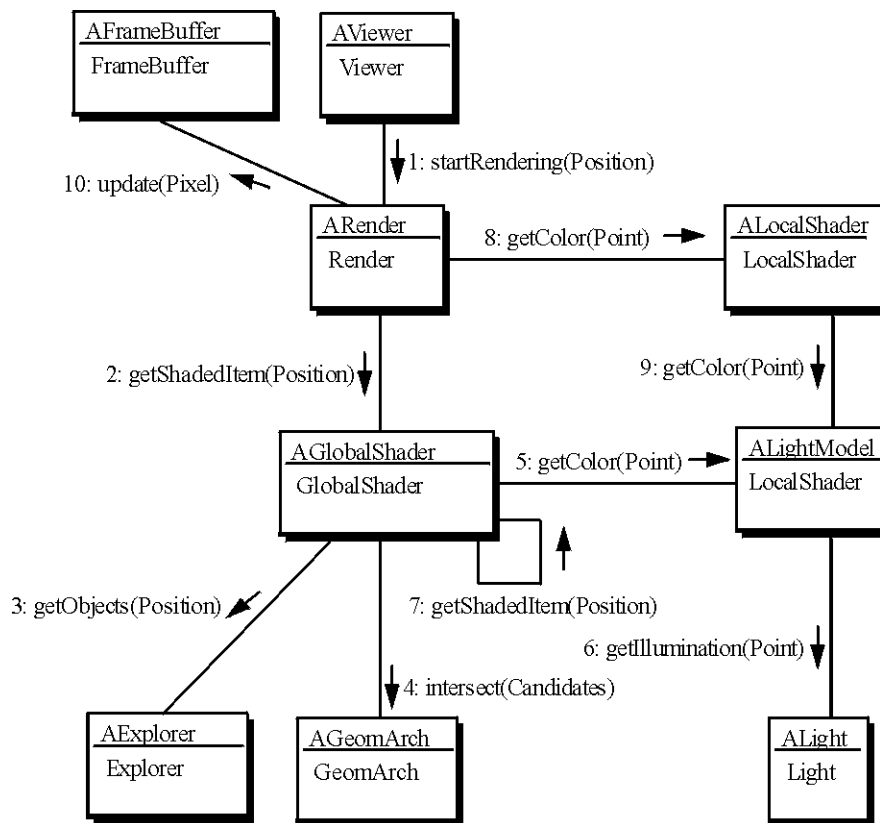 AFrameBuffer
FrameBuffer
AViewer
Viewer
1: startRendering(Position)
10: update(Pixel)
ARender
Render
8: getColor(Point)
ALocalShader
LocalShader
2: getShadedItem(Position)
9: getColor(Point)
AGlobalShader
GlobalShader
5: getColor(Point)
ALightModel
LocalShader
3: getObjects(Position)
7: getShadedItem(Position)
6: getIllumination(Point)
4: intersect(Candidates)
AExplorer
Explorer
AGeomArch
GeomArch
ALight
Light